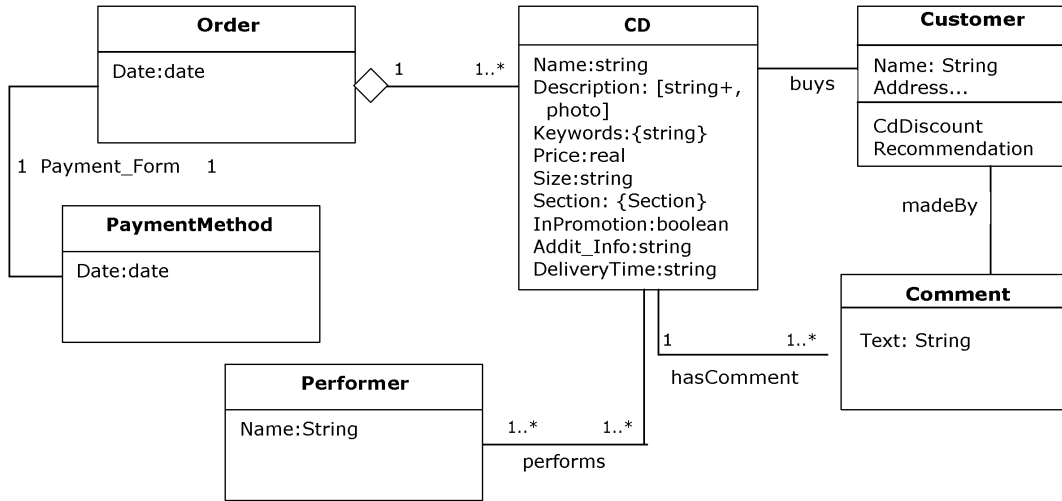 Order
Date:date
1
1..*
CD
Name:string
Description: [string+,
photo]
Keywords:{string}
Price:real
Size:string
Section: {Section}
InPromotion:boolean
Addit_Info:string
DeliveryTime:string
buys
Customer
Name: String
Address...
CdDiscount
Recommendation
1 Payment_Form 1
PaymentMethod
Date:date
madeBy
Comment
Text: String
1
1..*
hasComment
Performer
Name:String
1..*
1..*
performs